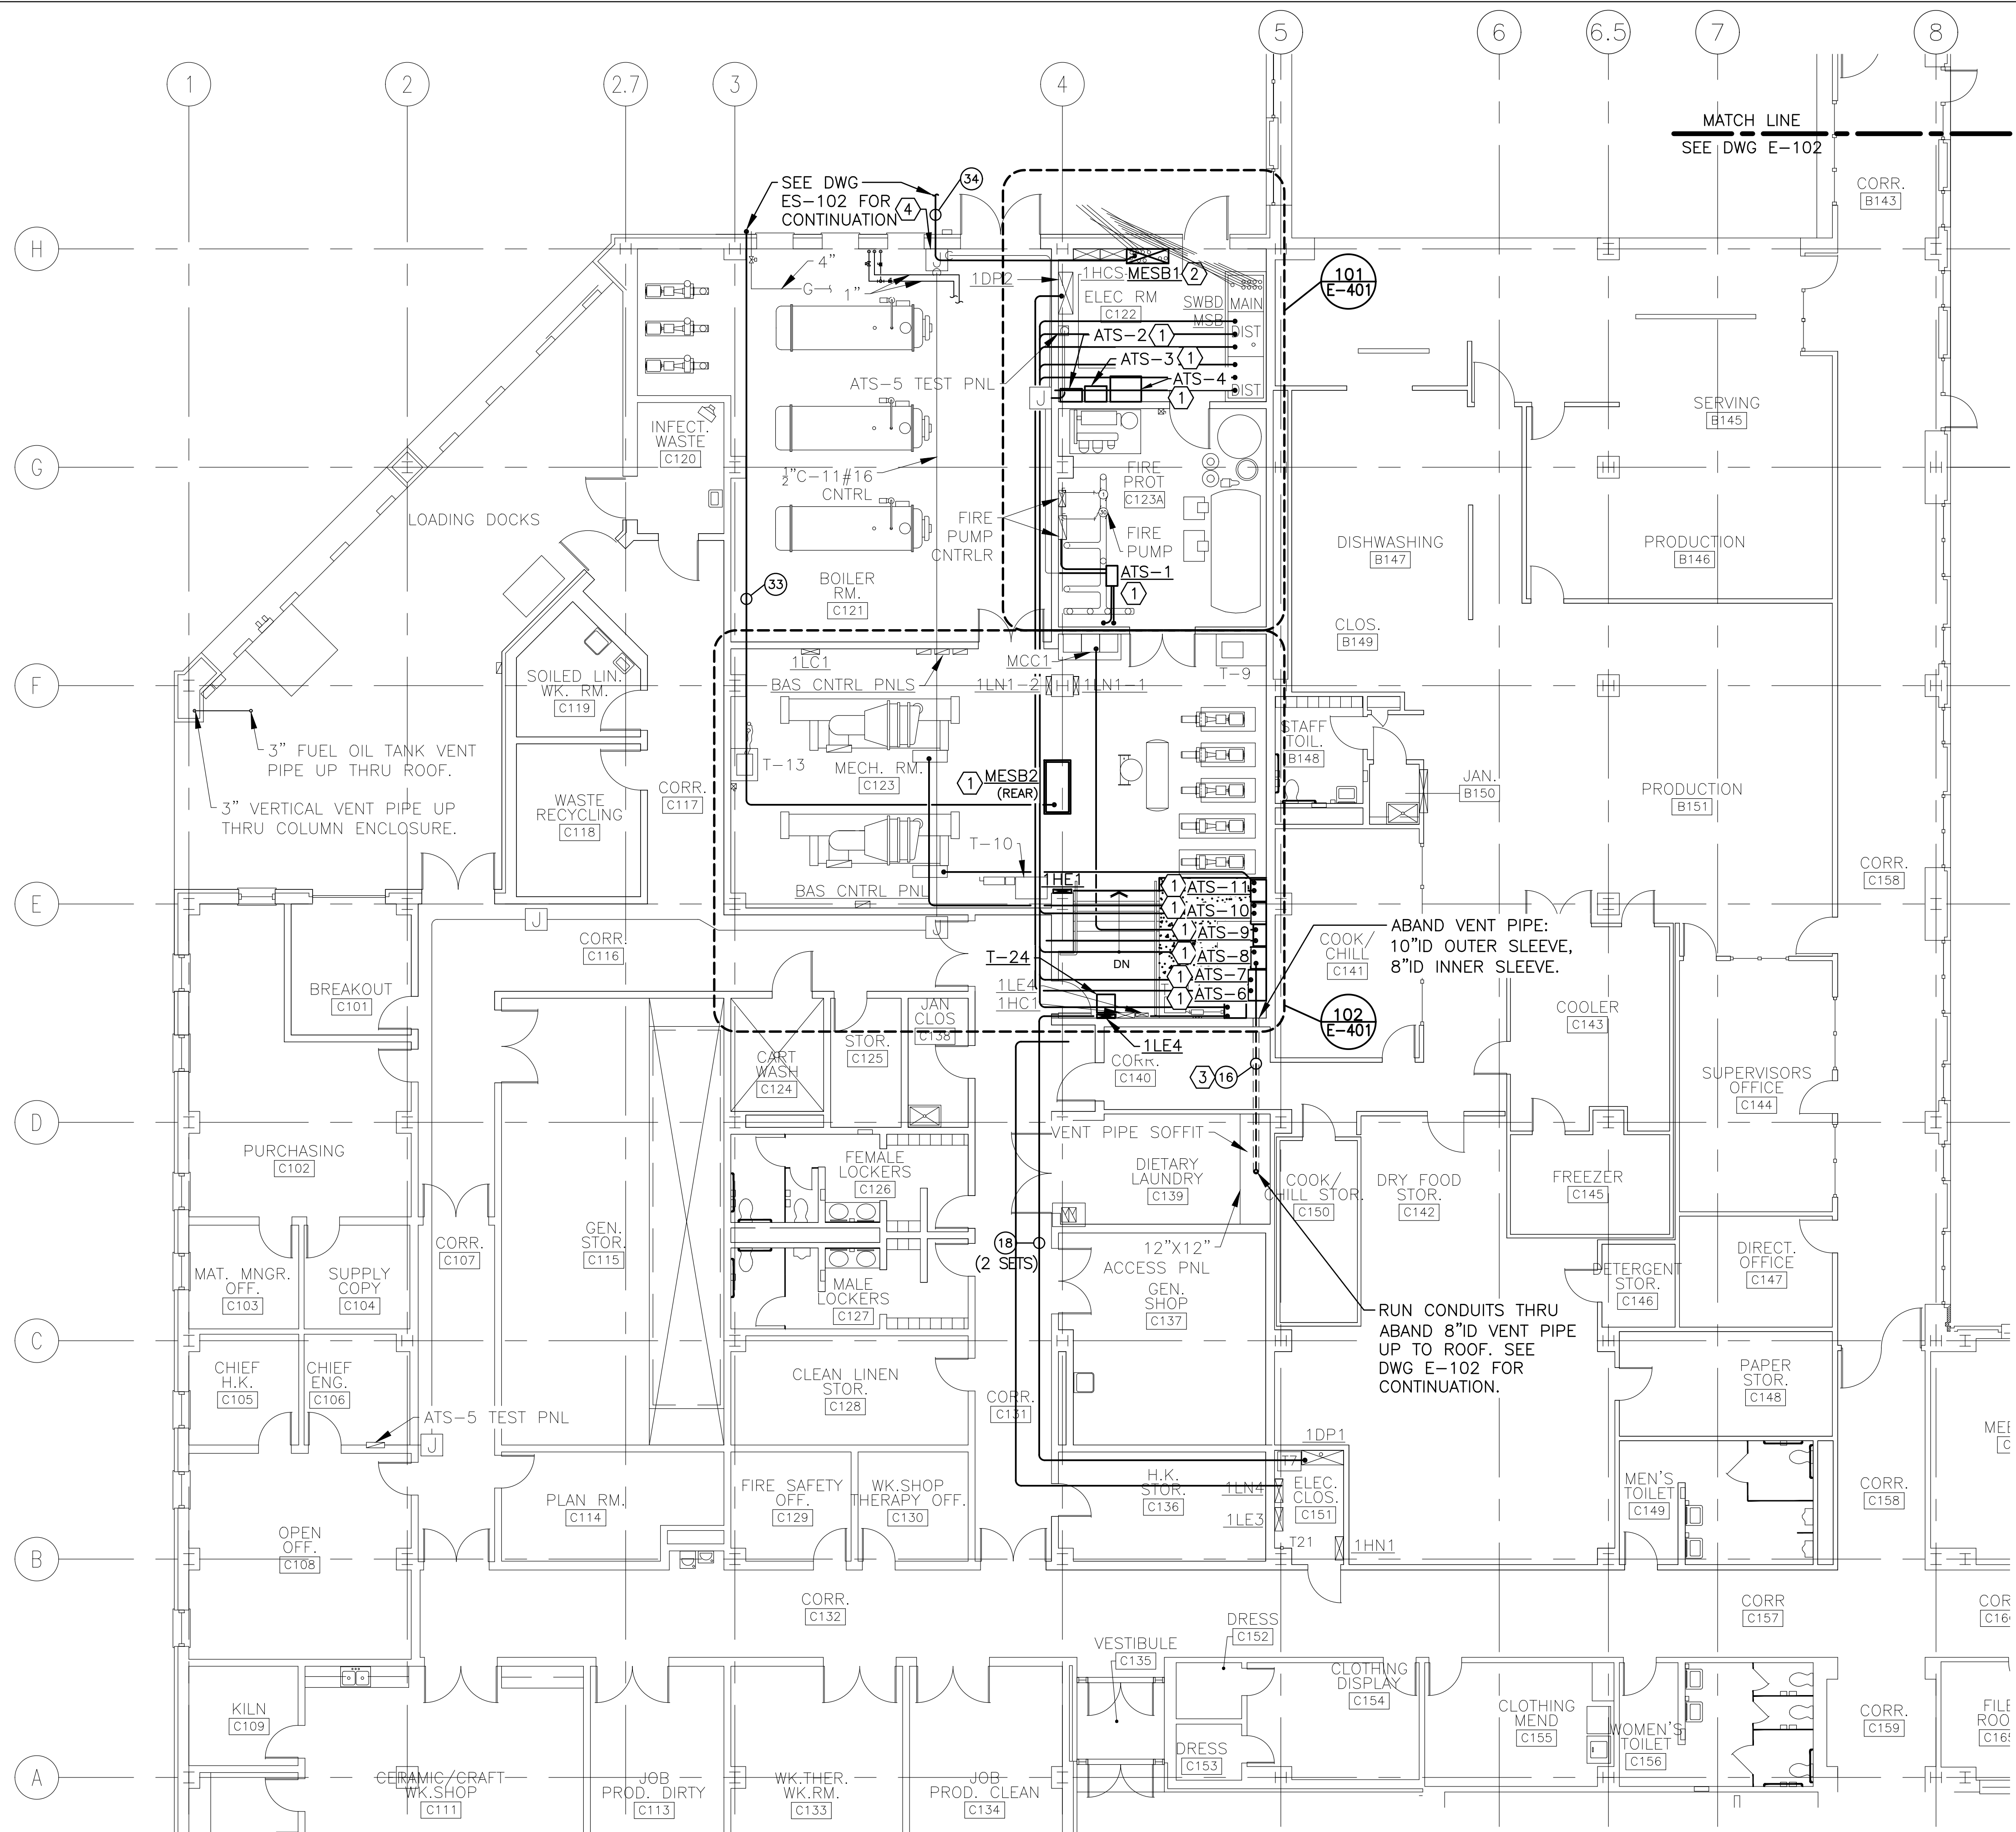 1
2
2.7
3
4
5
6
6.5
7
8
MATCH LINE
SEE DWG E-102
CORR.
B143
H
G
F
E
D
C
B
A
SEE DWG
ES-102 FOR
CONTINUATION
4
34
4"
G
1"
J
1DP2
1HCS
MESB1
2
ELEC RM
C122
SWBD
MSB
MAIN
DIST
DIST
ATS-2
1
ATS-3
1
ATS-4
1
ATS-5 TEST PNL
J
101
E-401
INFECT.
WASTE
C120
½"C-11#16
CNTRL
FIRE
PROT
C123A
FIRE
PUMP
CNTRLR
FIRE
PUMP
ATS-1
1
SERVING
B145
DISHWASHING
B147
PRODUCTION
B146
LOADING DOCKS
33
BOILER
RM.
C121
CLOS.
B149
1LC1
BAS CNTRL PNLS
MCC1
1LN1-2
1LN1-1
T-9
SOILED LIN.
WK. RM.
C119
3" FUEL OIL TANK VENT
PIPE UP THRU ROOF.
3" VERTICAL VENT PIPE UP
THRU COLUMN ENCLOSURE.
WASTE
RECYCLING
C118
CORR.
C117
T-13
MECH. RM.
C123
1
MESB2
(REAR)
STAFF
TOIL.
B148
JAN.
B150
PRODUCTION
B151
T-10
BAS CNTRL PNL
1HE1
1
ATS-11
1
ATS-10
1
ATS-9
1
ATS-8
1
ATS-7
1
ATS-6
DN
T-24
1LE4
1HC1
1LE4
CORR.
C158
ABAND VENT PIPE:
10"ID OUTER SLEEVE,
8"ID INNER SLEEVE.
COOK/
CHILL
C141
102
E-401
J
J
CORR.
C116
BREAKOUT
C101
COOLER
C143
JAN
CLOS
C138
STOR.
C125
CART
WASH
C124
CORR.
C140
3
16
SUPERVISORS
OFFICE
C144
PURCHASING
C102
FEMALE
LOCKERS
C126
VENT PIPE SOFFIT
DIETARY
LAUNDRY
C139
COOK/
CHILL STOR.
C150
DRY FOOD
STOR.
C142
FREEZER
C145
CORR.
C107
GEN.
STOR.
C115
18
(2 SETS)
12"X12"
ACCESS PNL
GEN.
SHOP
C137
DIRECT.
OFFICE
C147
DETERGENT
STOR.
C146
MAT. MNGR.
OFF.
C103
SUPPLY
COPY
C104
MALE
LOCKERS
C127
RUN CONDUITS THRU
ABAND 8"ID VENT PIPE
UP TO ROOF. SEE
DWG E-102 FOR
CONTINUATION.
CHIEF
H.K.
C105
CHIEF
ENG.
C106
CLEAN LINEN
STOR.
C128
CORR.
C131
PAPER
STOR.
C148
ATS-5 TEST PNL
J
1DP1
T7
1LN4
1LE3
ELEC.
CLOS.
C151
T21
1HN1
H.K.
STOR.
C136
MEN'S
TOILET
C149
CORR.
C158
PLAN RM.
C114
FIRE SAFETY
OFF.
C129
WK.SHOP
THERAPY OFF.
C130
OPEN
OFF.
C108
CORR.
C132
CORR
C157
DRESS
C152
VESTIBULE
C135
CLOTHING
DISPLAY
C154
KILN
C109
CLOTHING
MEND
C155
WOMEN'S
TOILET
C156
CORR.
C159
DRESS
C153
CERAMIC/CRAFT
WK.SHOP
C111
JOB
PROD. DIRTY
C113
WK.THER.
WK.RM.
C133
JOB
PROD. CLEAN
C134